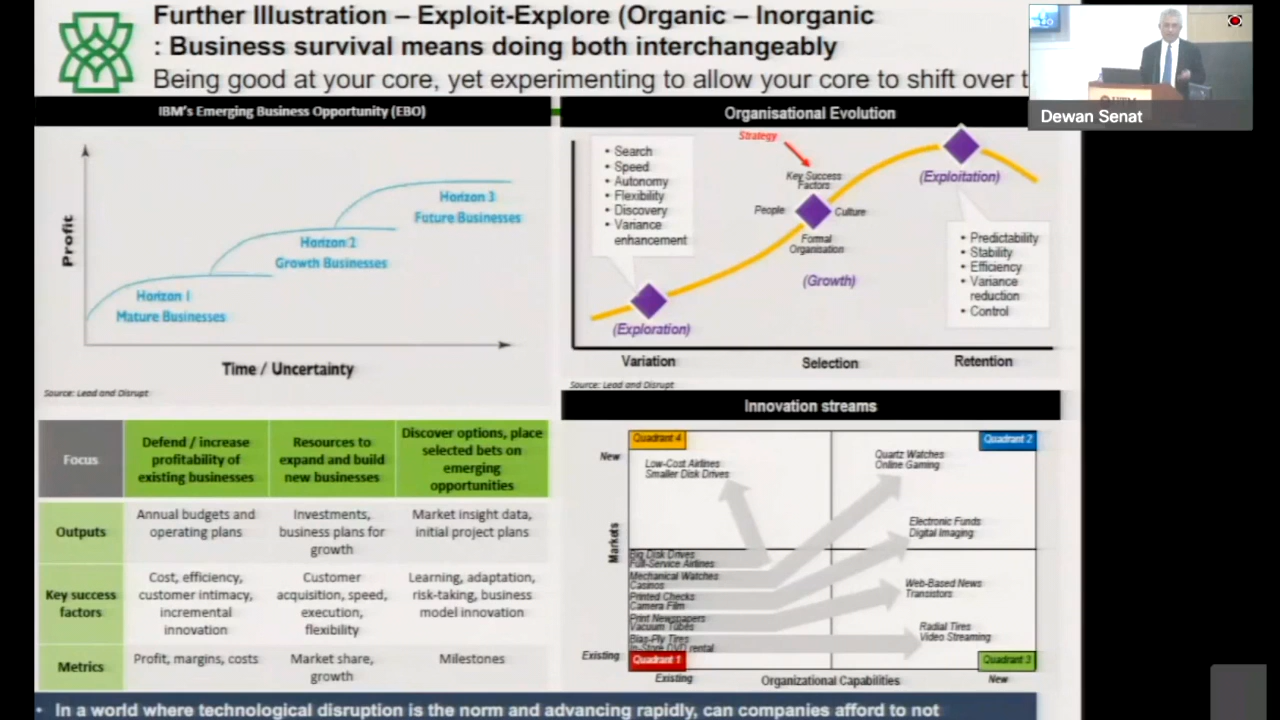 Further Illustration – Exploit-Explore (Organic – Inorganic
: Business survival means doing both interchangeably
Being good at your core, yet experimenting to allow your core to shift over t
Dewan Senat
IBM's Emerging Business Opportunity (EBO)
Profit
Horizon 3
Future Businesses
Horizon 2
Growth Businesses
Horizon 1
Mature Businesses
Time / Uncertainty
Source: Lead and Disrupt
Organisational Evolution
Strategy
• Search
• Speed
• Autonomy
• Flexibility
• Discovery
• Variance
enhancement
Key Success
Factors
People
Culture
Formal
Organisation
(Exploitation)
• Predictability
• Stability
• Efficiency
• Variance
reduction
• Control
(Growth)
(Exploration)
Variation
Selection
Retention
Source: Lead and Disrupt
Focus
Defend / increase
profitability of
existing businesses
Resources to
expand and build
new businesses
Discover options, place
selected bets on
emerging
opportunities
Outputs
Annual budgets and
operating plans
Investments,
business plans for
growth
Market insight data,
initial project plans
Key success
factors
Cost, efficiency,
customer intimacy,
incremental
innovation
Customer
acquisition, speed,
execution,
flexibility
Learning, adaptation,
risk-taking, business
model innovation
Metrics
Profit, margins, costs
Market share,
growth
Milestones
Innovation streams
Quadrant 4
Quadrant 2
New
Low-Cost Airlines
Smaller Disk Drives
Quartz Watches
Online Gaming
Electronic Funds
Digital Imaging
Markets
Big Disk Drives
Full-Service Airlines
Mechanical Watches
Casinos
Printed Checks
Camera Film
Print Newspapers
Vacuum Tubes
Bias-Ply Tires
In-Store DVD rental
Web-Based News
Transistors
Radial Tires
Video Streaming
Existing
Quadrant 1
Quadrant 3
Existing
Organizational Capabilities
New
• In a world where technological disruption is the norm and advancing rapidly, can companies afford to not